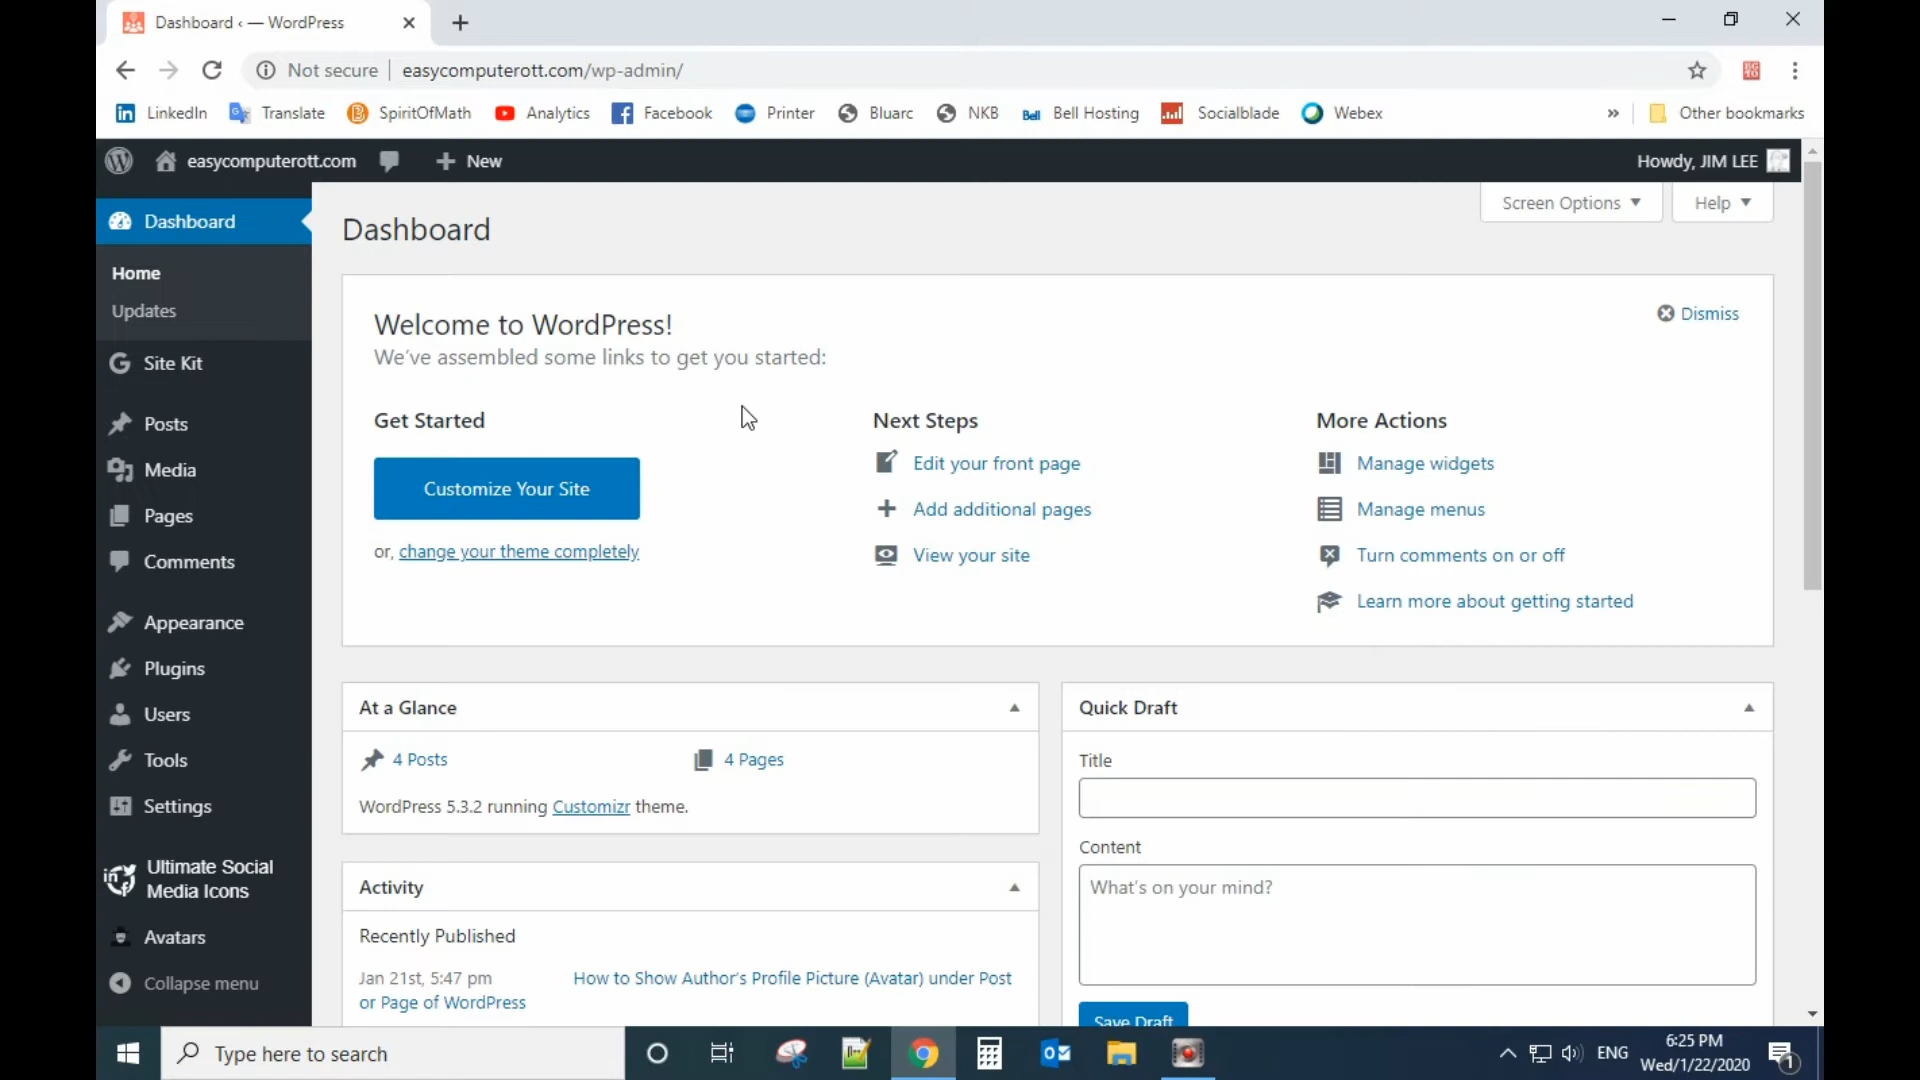 Dashboard ‹ — WordPress
Not secure
easycomputerott.com/wp-admin/
LinkedIn
Translate
SpiritOfMath
Analytics
Facebook
Printer
Bluarc
NKB
Bell Hosting
Socialblade
Webex
»
Other bookmarks
easycomputerott.com
+ New
Howdy, JIM LEE
Dashboard
Home
Updates
Site Kit
Posts
Media
Pages
Comments
Appearance
Plugins
Users
Tools
Settings
Ultimate Social
Media Icons
Avatars
Collapse menu
Screen Options
Help
Dashboard
Welcome to WordPress!
We've assembled some links to get you started:
Dismiss
Get Started
Customize Your Site
or, change your theme completely
Next Steps
Edit your front page
Add additional pages
View your site
More Actions
Manage widgets
Manage menus
Turn comments on or off
Learn more about getting started
At a Glance
4 Posts
4 Pages
WordPress 5.3.2 running Customizr theme.
Activity
Recently Published
Jan 21st, 5:47 pm
How to Show Author's Profile Picture (Avatar) under Post
or Page of WordPress
Quick Draft
Title
Content
What's on your mind?
Save Draft
Type here to search
ENG
6:25 PM
Wed/1/22/2020
1